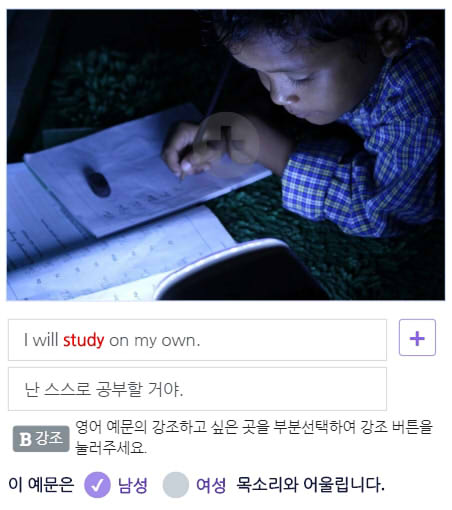 I will study on my own.
난 스스로 공부할 거야.
B 강조
영어 예문의 강조하고 싶은 곳을 부분선택하여 강조 버튼을
눌러주세요.
이 예문은 남성 여성 목소리와 어울립니다.